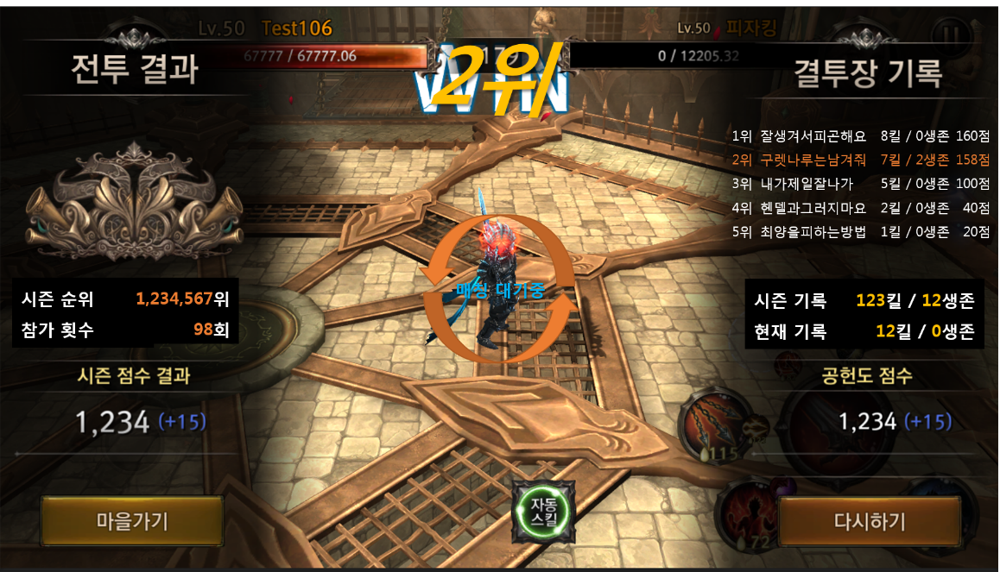 Lv.50 Test106
Lv.50 피자킹
67777 / 67777.06
179
0 / 12205.32
WIN
2위
전투 결과
결투장 기록
1위 잘생겨서피곤해요 8킬 / 0생존 160점
2위 구렛나루는남겨줘 7킬 / 2생존 158점
3위 내가제일잘나가 5킬 / 0생존 100점
4위 헨델과그러지마요 2킬 / 0생존 40점
5위 최양을피하는방법 1킬 / 0생존 20점
매칭 대기중
시즌 순위 1,234,567위
참가 횟수 98회
시즌 기록 123킬 / 12생존
현재 기록 12킬 / 0생존
시즌 점수 결과
1,234 (+15)
공헌도 점수
1,234 (+15)
115
자동
스킬
72
마을가기
다시하기